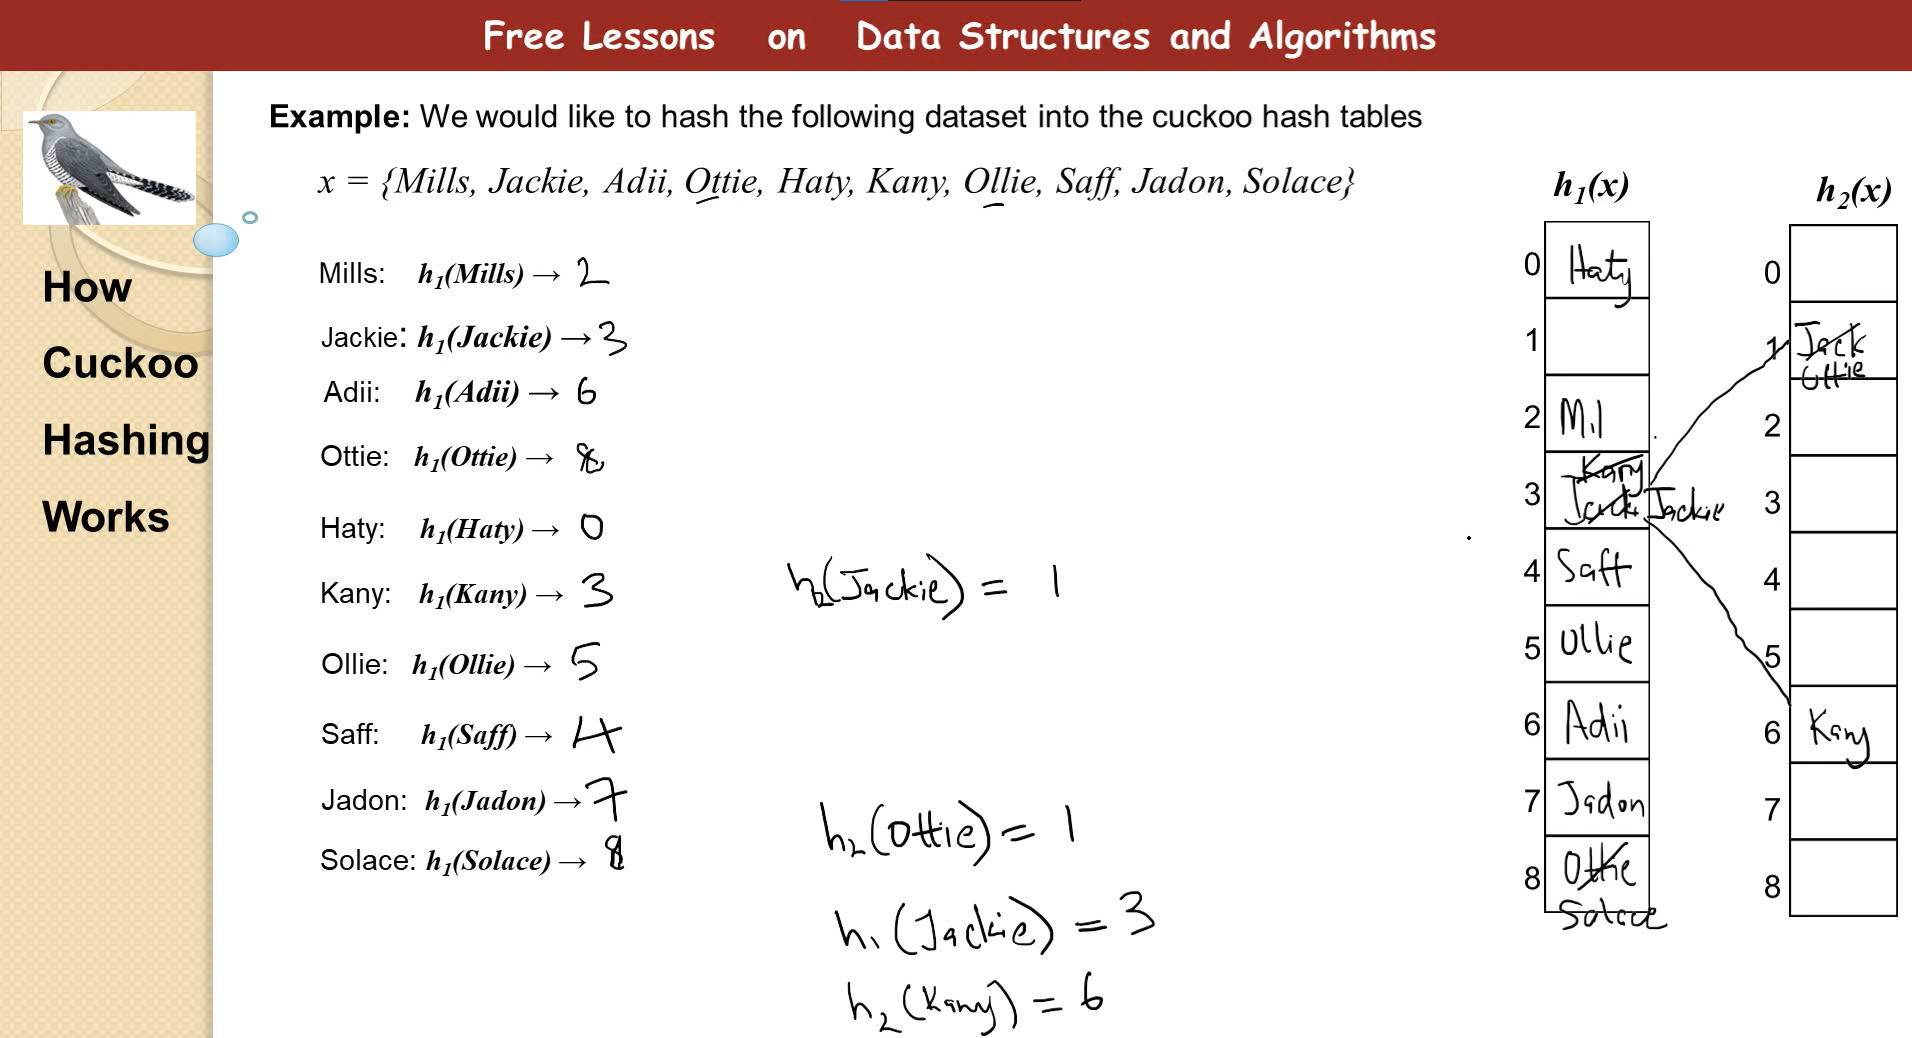 Free Lessons on Data Structures and Algorithms
How
Cuckoo
Hashing
Works
Example: We would like to hash the following dataset into the cuckoo hash tables
x = {Mills, Jackie, Adii, Ottie, Haty, Kany, Ollie, Saff, Jadon, Solace}
Mills: h1(Mills) → 2
Jackie: h1(Jackie) → 3
Adii: h1(Adii) → 6
Ottie: h1(Ottie) → 8
Haty: h1(Haty) → 0
Kany: h1(Kany) → 3
Ollie: h1(Ollie) → 5
Saff: h1(Saff) → 4
Jadon: h1(Jadon) → 7
Solace: h1(Solace) → 8
h2(Jackie) = 1
h2(Ottie) = 1
h1(Jackie) = 3
h2(Kany) = 6
h1(x)
0 Haty
1
2 Mil
3 Kany Jacki Jackie
4 Saff
5 Ollie
6 Adii
7 Jadon
8 Ottie
Solace
h2(x)
0
1 Jack
Ottie
2
3
4
5
6 Kany
7
8